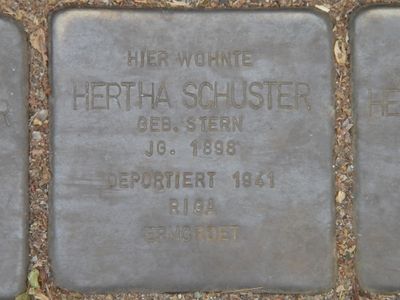 HIER WOHNTE
HERTHA SCHUSTER
GEB. STERN
JG. 1898
DEPORTIERT 1941
RIGA
ERMORDET